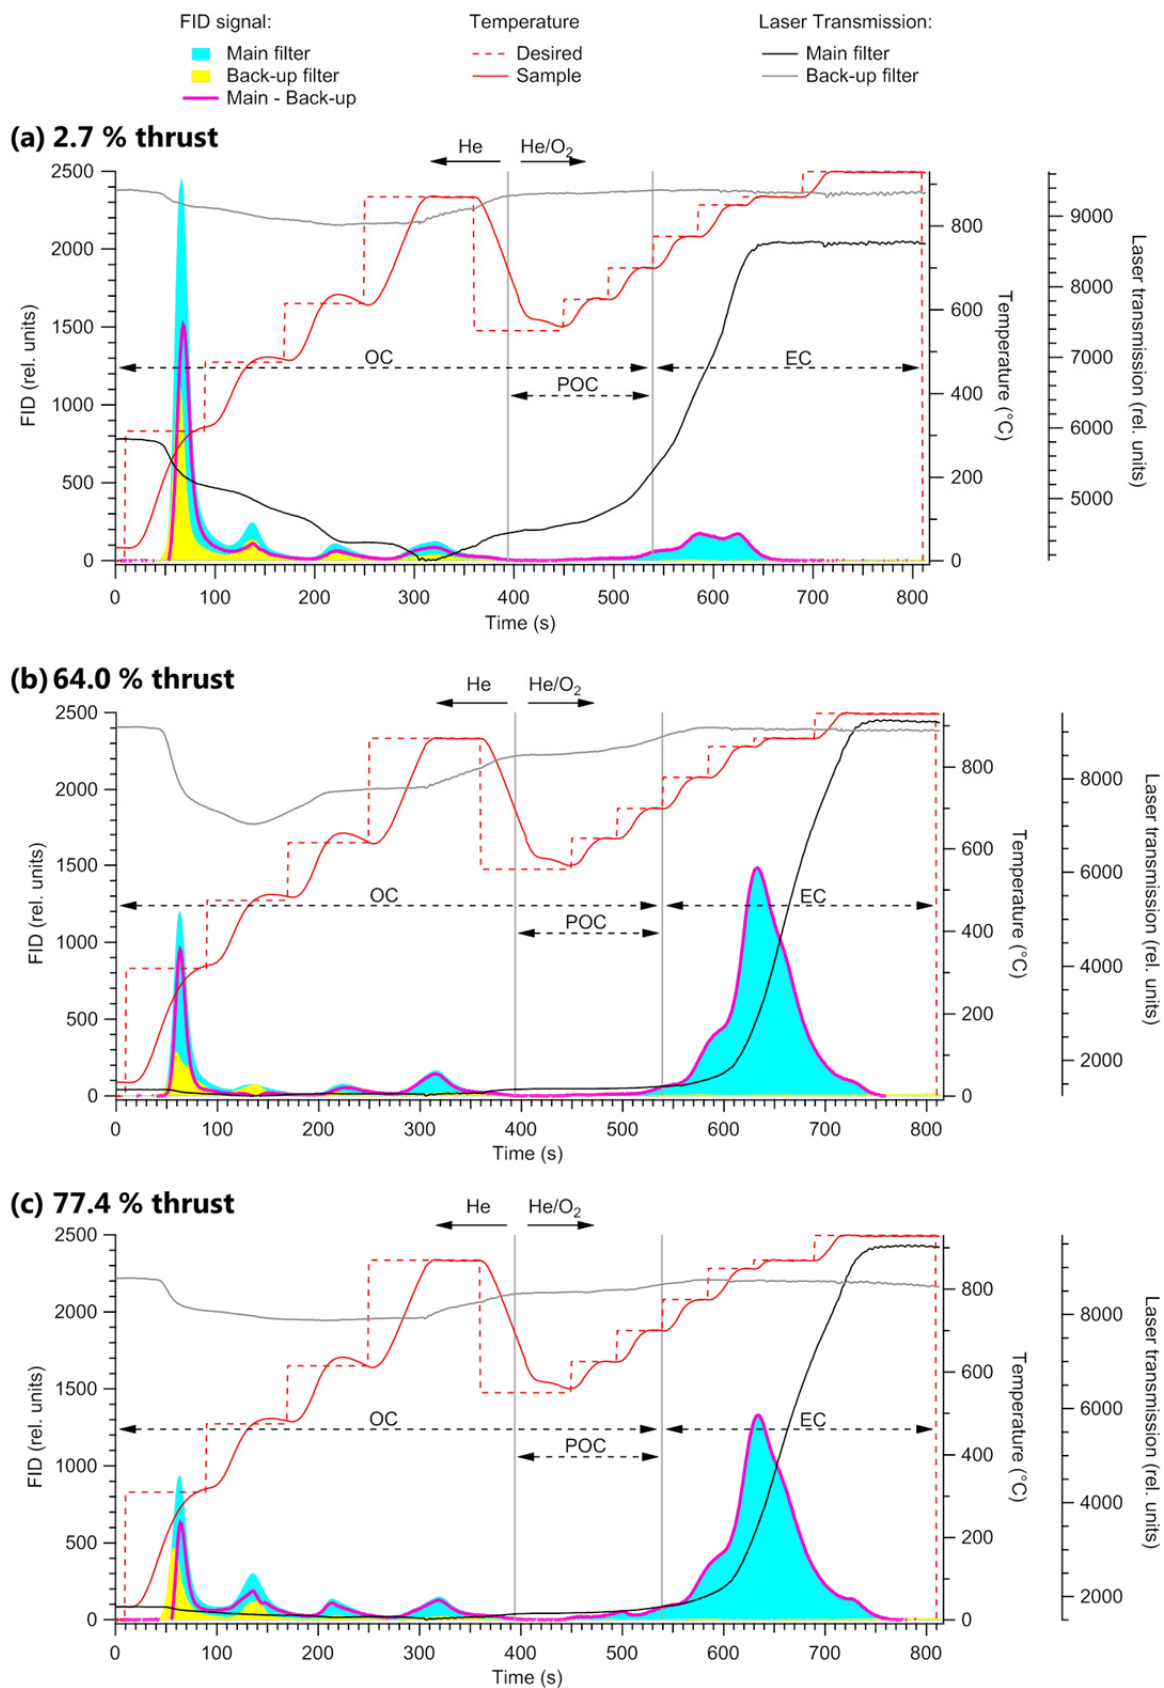 FID signal: Temperature Laser Transmission:
Main filter Desired Main filter
Back-up filter Sample Back-up filter
Main - Back-up
(a) 2.7 % thrust
He He/O2
2500
2000
1500
1000
500
0
FID (rel. units)
OC EC
POC
800
600
400
200
0
Temperature (°C)
9000
8000
7000
6000
5000
Laser transmission (rel. units)
0 100 200 300 400 500 600 700 800
Time (s)
(b) 64.0 % thrust
He He/O2
2500
2000
1500
1000
500
0
FID (rel. units)
OC EC
POC
800
600
400
200
0
Temperature (°C)
8000
6000
4000
2000
Laser transmission (rel. units)
0 100 200 300 400 500 600 700 800
Time (s)
(c) 77.4 % thrust
He He/O2
2500
2000
1500
1000
500
0
FID (rel. units)
OC EC
POC
800
600
400
200
0
Temperature (°C)
8000
6000
4000
2000
Laser transmission (rel. units)
0 100 200 300 400 500 600 700 800
Time (s)